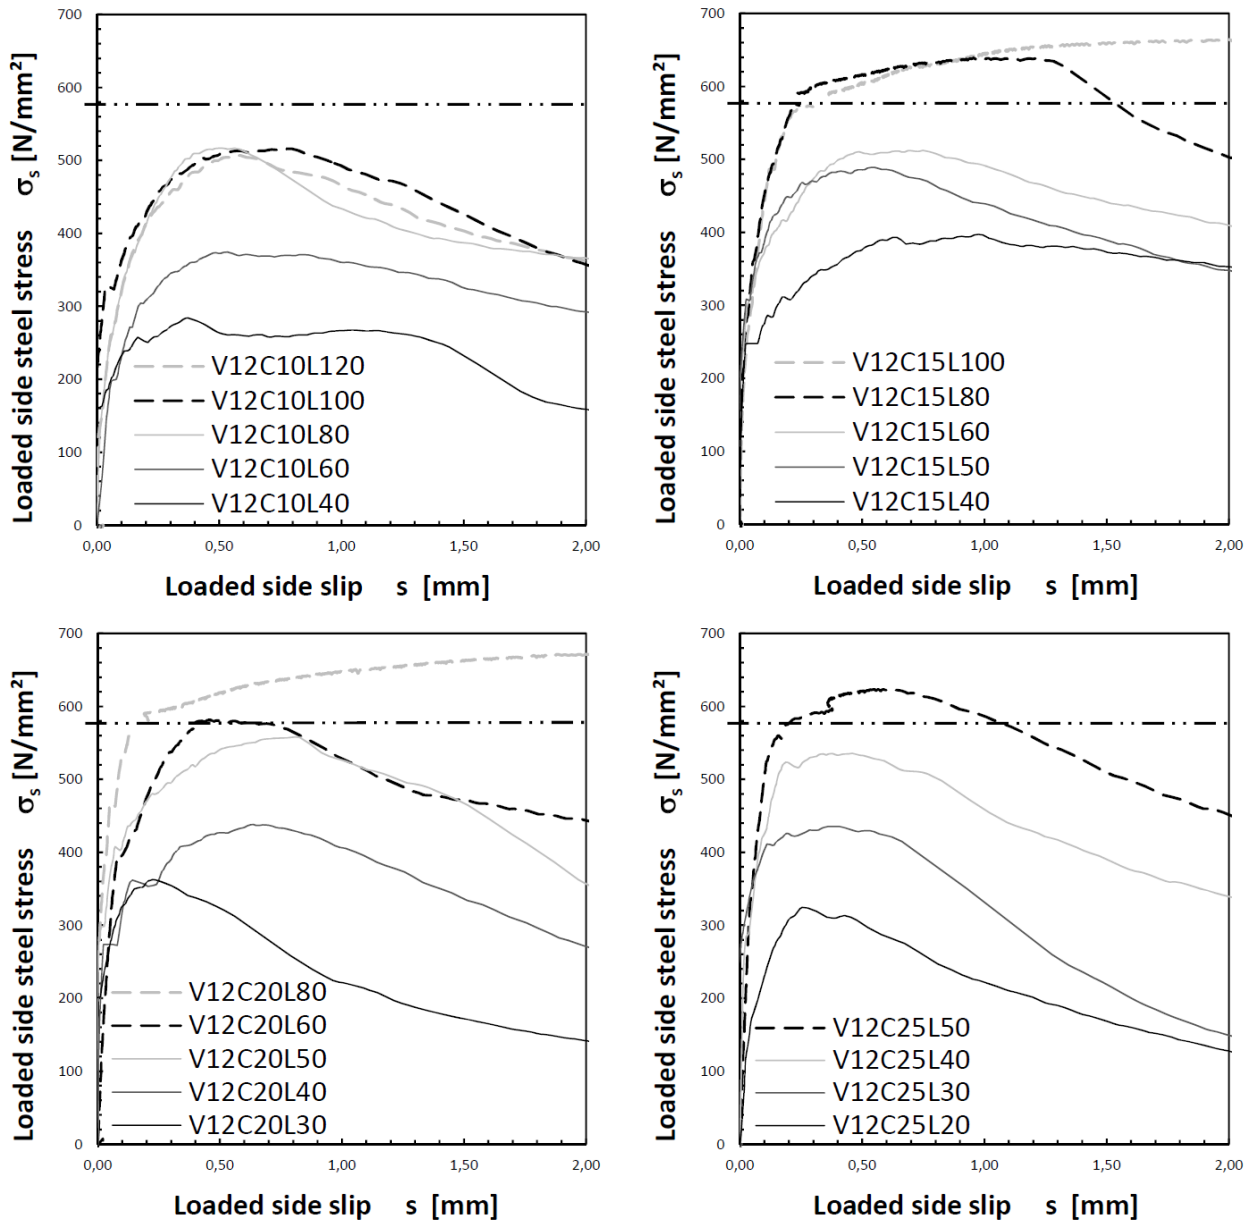 700
600
500
400
300
200
100
0
Loaded side steel stress σs [N/mm²]
V12C10L120
V12C10L100
V12C10L80
V12C10L60
V12C10L40
0,00 0,50 1,00 1,50 2,00
Loaded side slip s [mm]
700
600
500
400
300
200
100
0
Loaded side steel stress σs [N/mm²]
V12C15L100
V12C15L80
V12C15L60
V12C15L50
V12C15L40
0,00 0,50 1,00 1,50 2,00
Loaded side slip s [mm]
700
600
500
400
300
200
100
0
Loaded side steel stress σs [N/mm²]
V12C20L80
V12C20L60
V12C20L50
V12C20L40
V12C20L30
0,00 0,50 1,00 1,50 2,00
Loaded side slip s [mm]
700
600
500
400
300
200
100
0
Loaded side steel stress σs [N/mm²]
V12C25L50
V12C25L40
V12C25L30
V12C25L20
0,00 0,50 1,00 1,50 2,00
Loaded side slip s [mm]